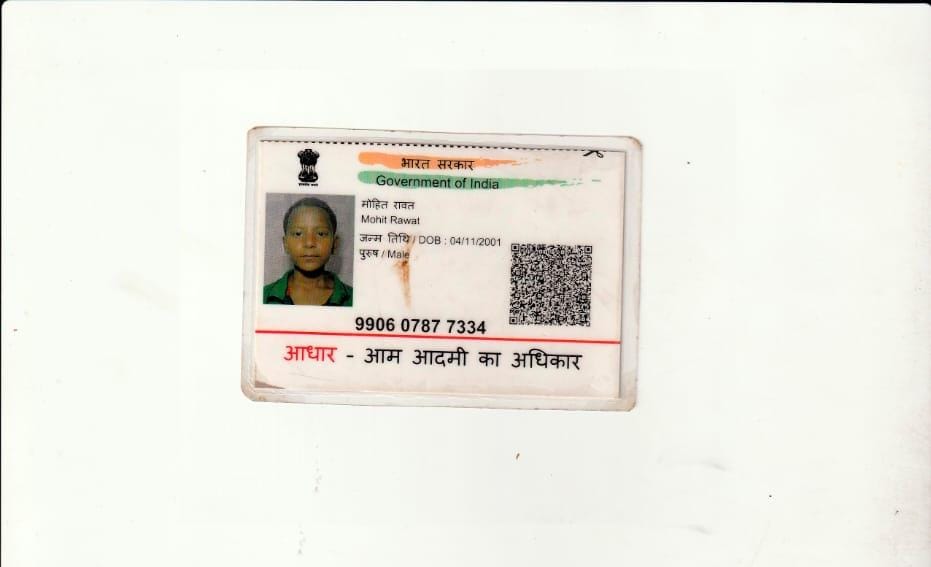 भारत सरकार
Government of India
मोहित रावत
Mohit Rawat
जन्म तिथि / DOB : 04/11/2001
पुरुष / Male
9906 0787 7334
आधार - आम आदमी का अधिकार